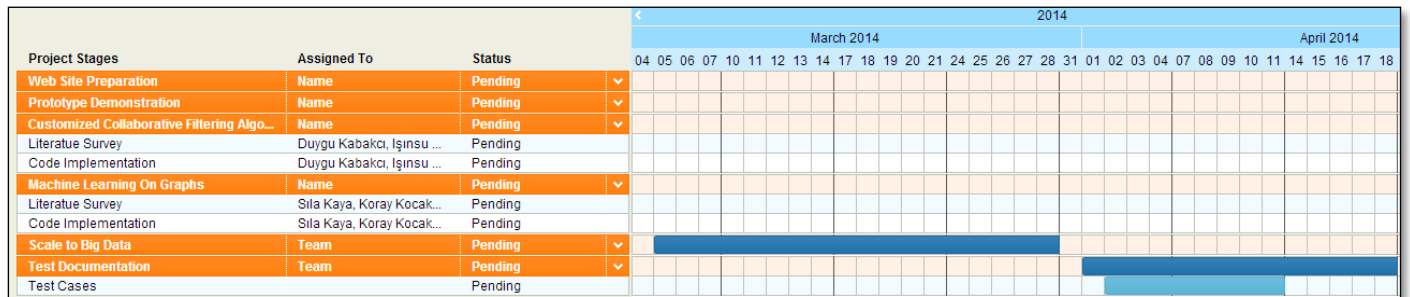 2014
March 2014 April 2014
Project Stages Assigned To Status 04 05 06 07 10 11 12 13 14 17 18 19 20 21 24 25 26 27 28 31 01 02 03 04 07 08 09 10 11 14 15 16 17 18
Web Site Preparation Name Pending
Prototype Demonstration Name Pending
Customized Collaborative Filtering Algo... Name Pending
Literatue Survey Duygu Kabakcı, Işınsu ... Pending
Code Implementation Duygu Kabakcı, Işınsu ... Pending
Machine Learning On Graphs Name Pending
Literatue Survey Sıla Kaya, Koray Kocak... Pending
Code Implementation Sıla Kaya, Koray Kocak... Pending
Scale to Big Data Team Pending
Test Documentation Team Pending
Test Cases Pending